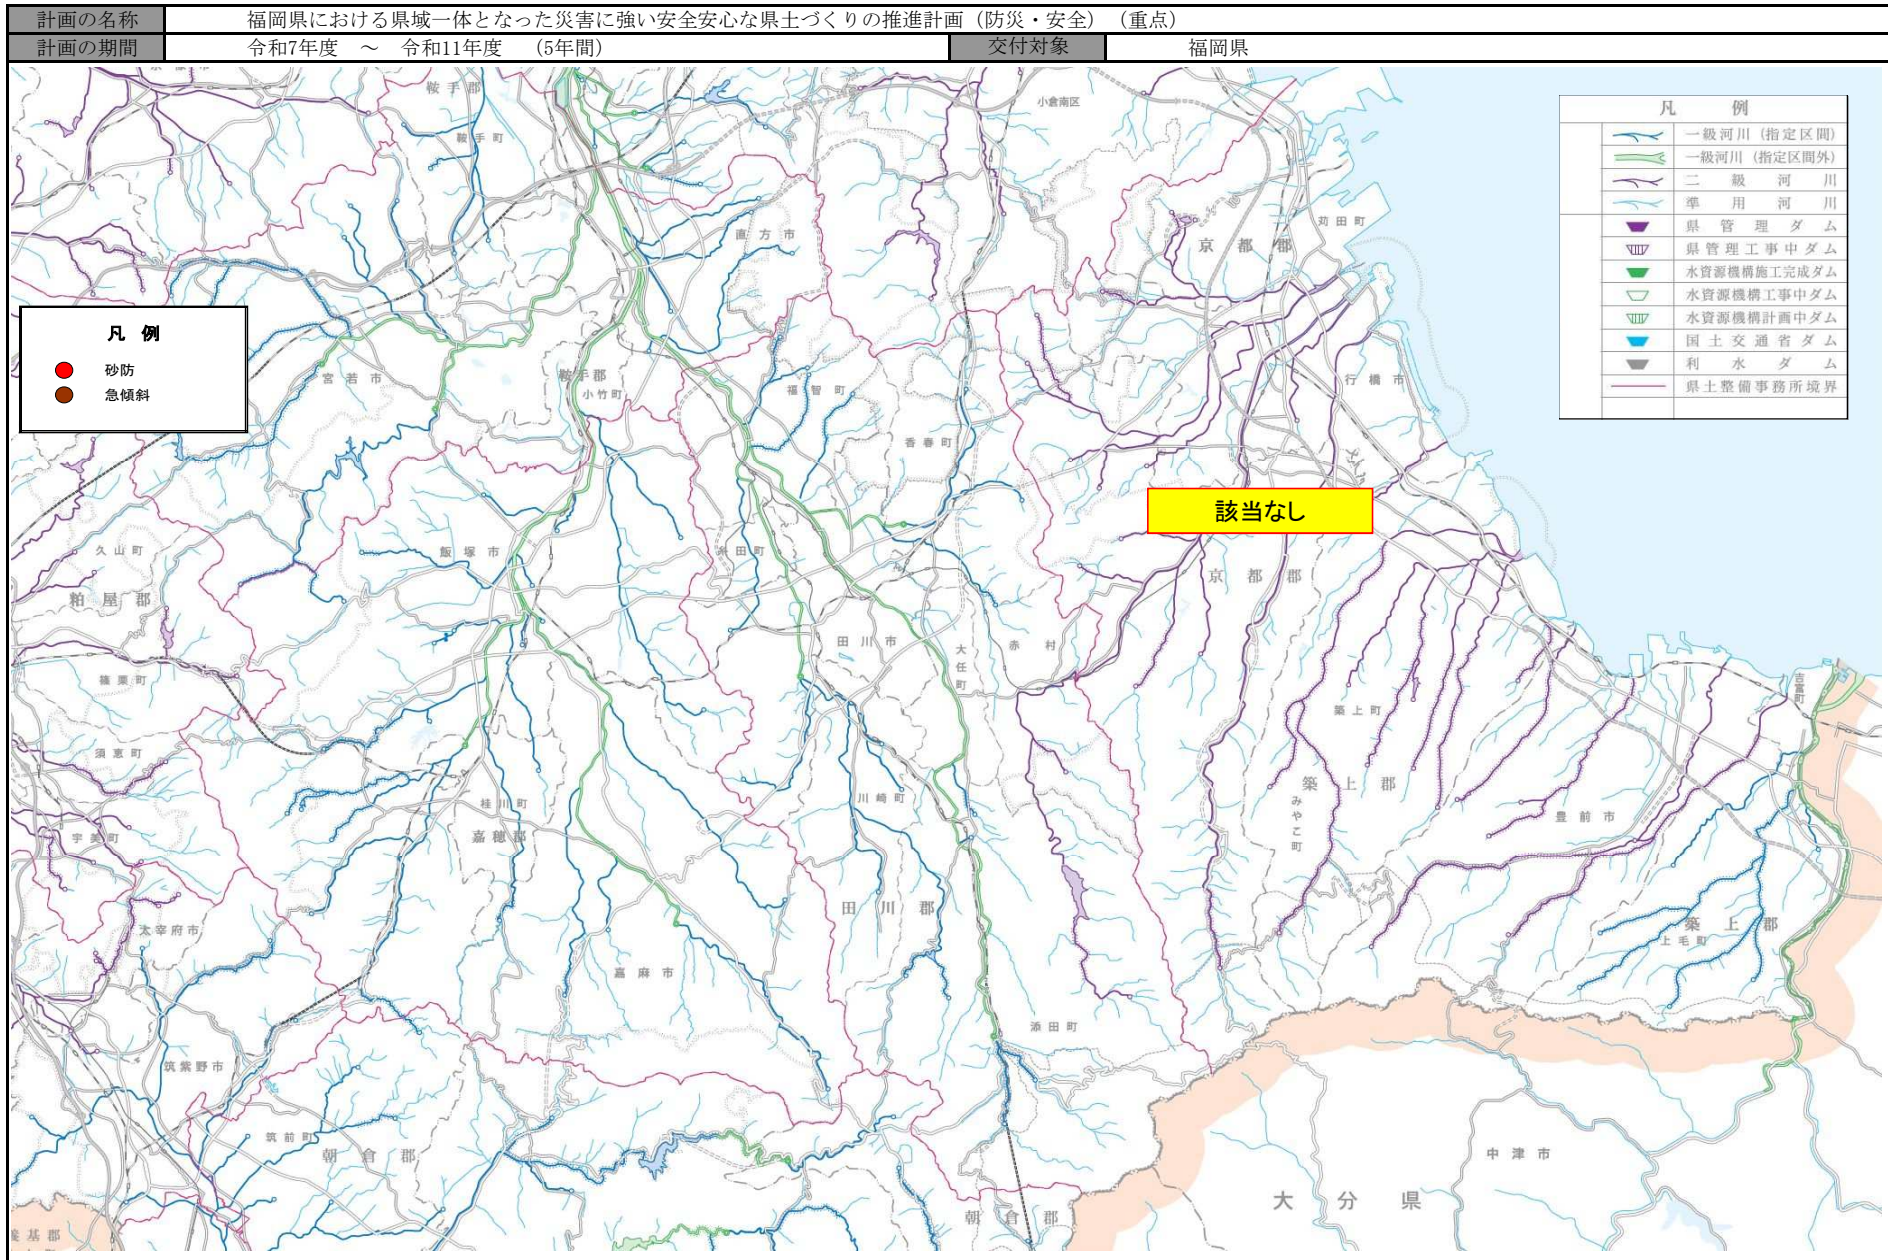 計画の名称　福岡県における県域一体となった災害に強い安全安心な県土づくりの推進計画（防災・安全）（重点）
計画の期間　令和7年度　～　令和11年度　（5年間）　交付対象　福岡県
凡　例
一級河川（指定区間）
一級河川（指定区間外）
二級河川
準用河川
県管理ダム
県管理工事中ダム
水資源機構施工完成ダム
水資源機構工事中ダム
水資源機構計画中ダム
国土交通省ダム
利水ダム
県土整備事務所境界
凡 例
砂防
急傾斜
該当なし
鞍手郡
鞍手町
小倉南区
直方市
京都郡
苅田町
宮若市
鞍手郡
小竹町
福智町
行橋市
香春町
久山町
飯塚市
糸田町
京都郡
粕屋郡
田川市
大任町
赤村
篠栗町
築上町
吉富町
須恵町
築上郡
みやこ町
桂川町
嘉穂郡
川崎町
豊前市
宇美町
田川郡
築上郡
上毛町
太宰府市
嘉麻市
添田町
筑紫野市
筑前町
朝倉郡
中津市
大分県
朝倉郡
養基郡